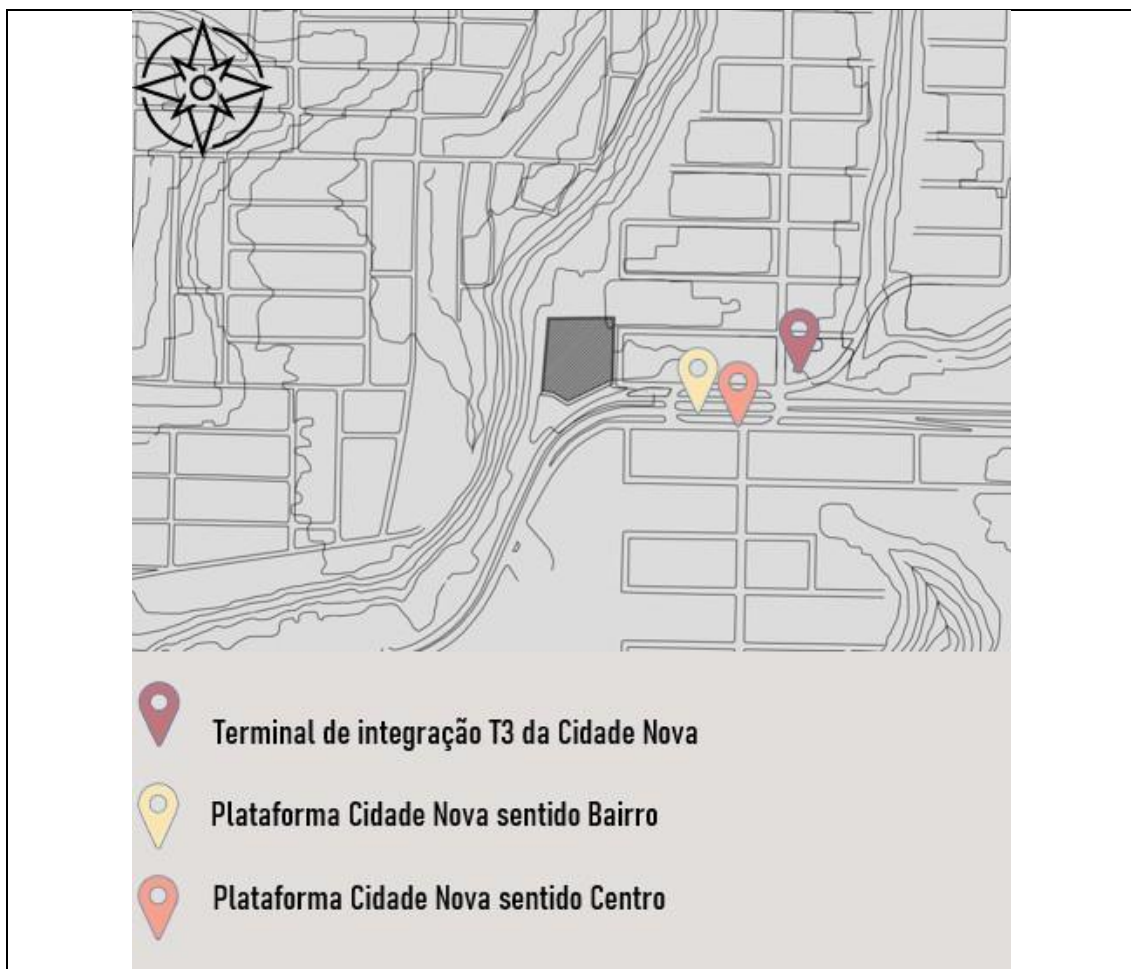 Terminal de integração T3 da Cidade Nova
Plataforma Cidade Nova sentido Bairro
Plataforma Cidade Nova sentido Centro